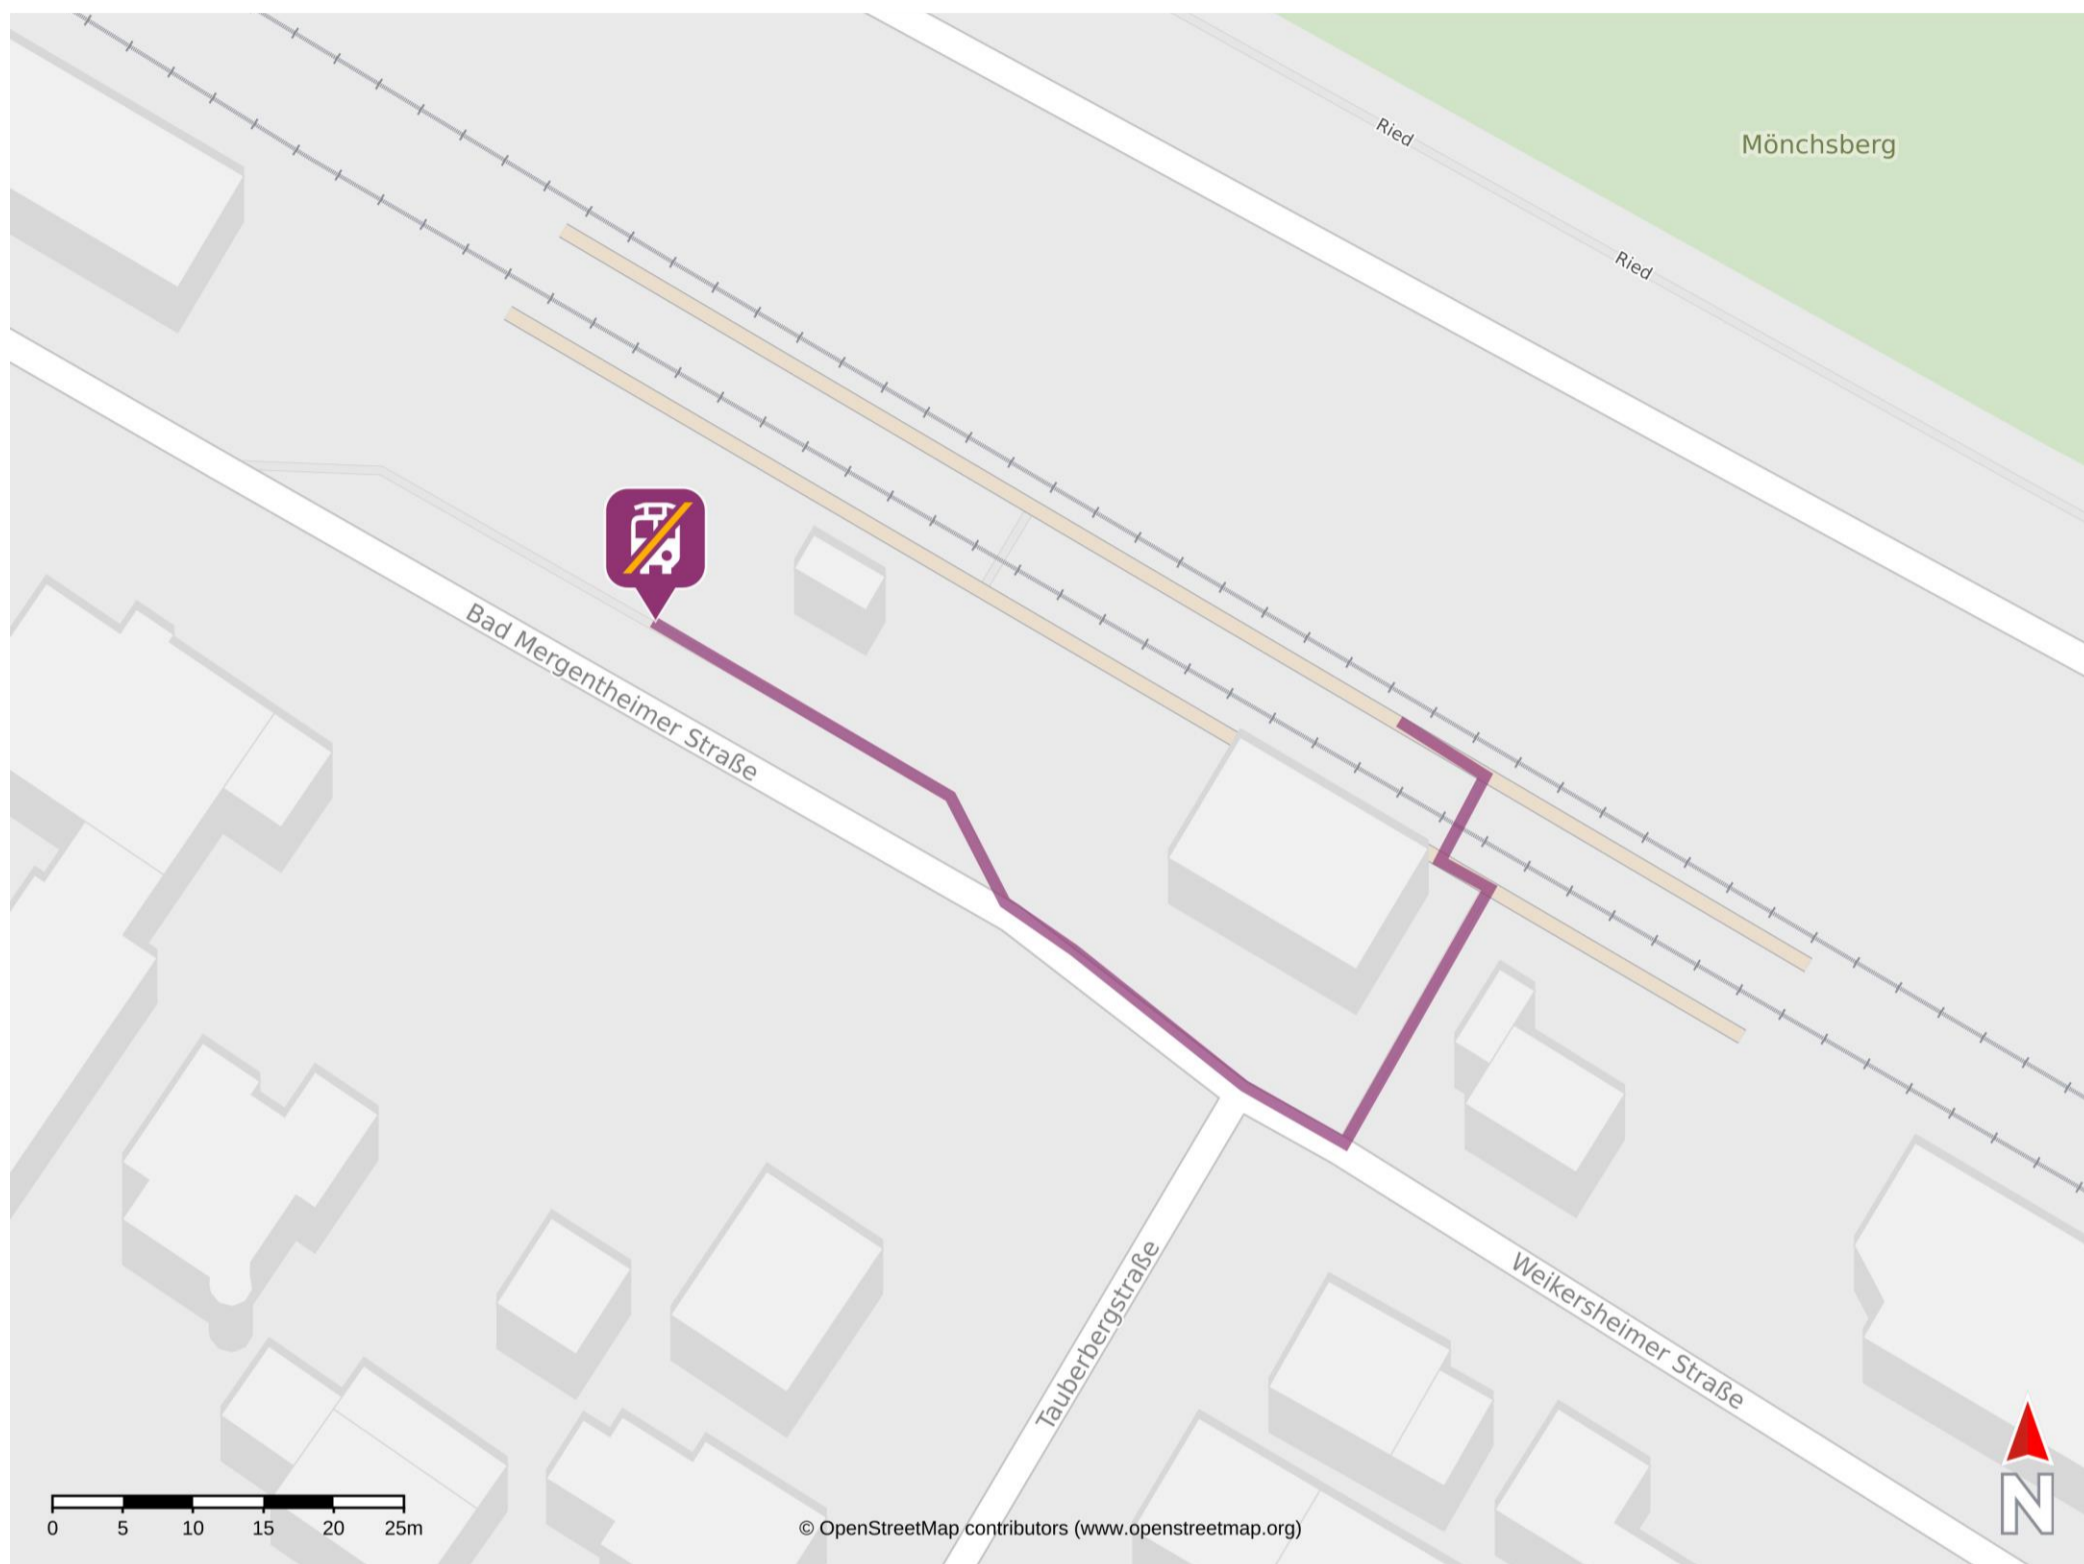 Ried
Mönchsberg
Ried
Bad Mergentheimer Straße
Tauberbergstraße
Weikersheimer Straße
N
0 5 10 15 20 25m
© OpenStreetMap contributors (www.openstreetmap.org)